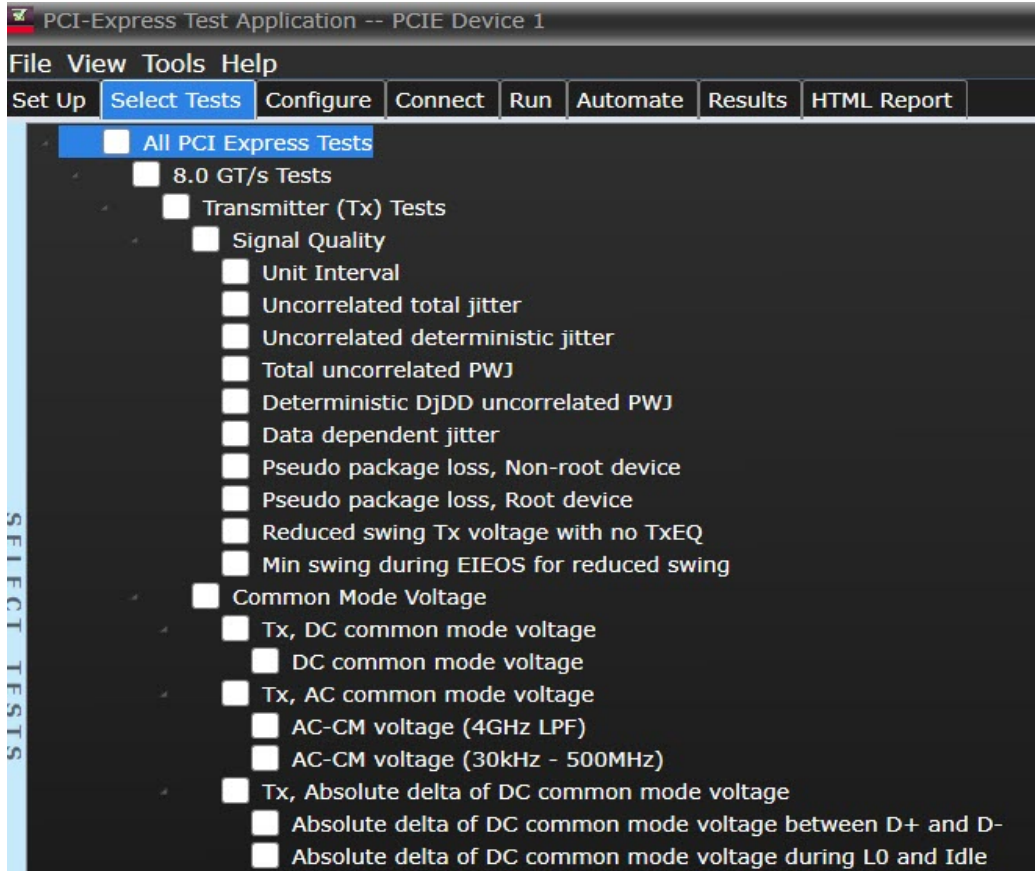 PCI-Express Test Application -- PCIE Device 1
File View Tools Help
Set Up Select Tests Configure Connect Run Automate Results HTML Report
All PCI Express Tests
8.0 GT/s Tests
Transmitter (Tx) Tests
Signal Quality
Unit Interval
Uncorrelated total jitter
Uncorrelated deterministic jitter
Total uncorrelated PWJ
Deterministic DjDD uncorrelated PWJ
Data dependent jitter
Pseudo package loss, Non-root device
Pseudo package loss, Root device
Reduced swing Tx voltage with no TxEQ
Min swing during EIEOS for reduced swing
Common Mode Voltage
Tx, DC common mode voltage
DC common mode voltage
Tx, AC common mode voltage
AC-CM voltage (4GHz LPF)
AC-CM voltage (30kHz - 500MHz)
Tx, Absolute delta of DC common mode voltage
Absolute delta of DC common mode voltage between D+ and D-
Absolute delta of DC common mode voltage during L0 and Idle
SELECT TESTS